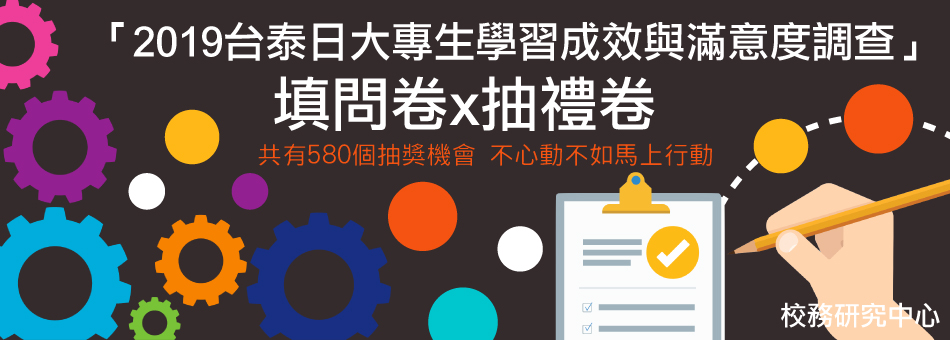 「2019台泰日大專生學習成效與滿意度調查」
填問卷x抽禮卷
共有580個抽獎機會 不心動不如馬上行動
校務研究中心